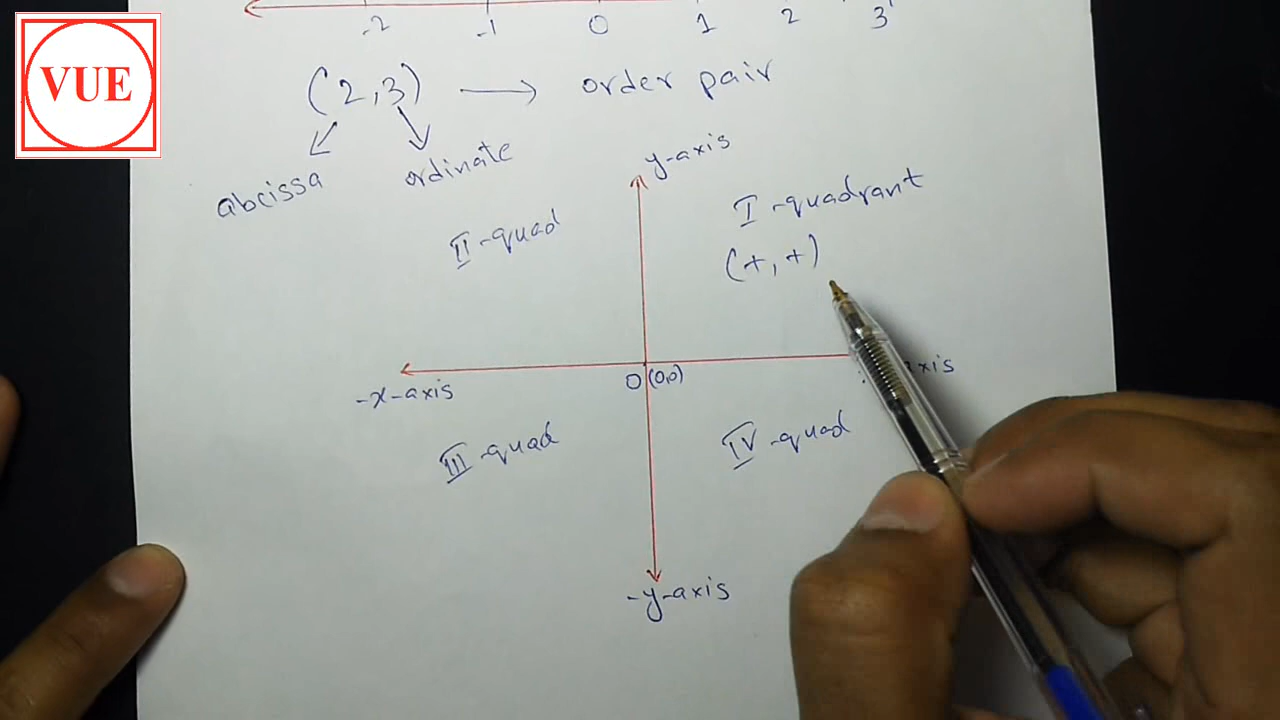 VUE
-2 -1 0 1 2 3
(2,3) → order pair
abcissa ordinate
y-axis
I -quadrant
II -quad
(+,+)
-x-axis
0 (0,0)
III -quad
IV -quad
-y-axis